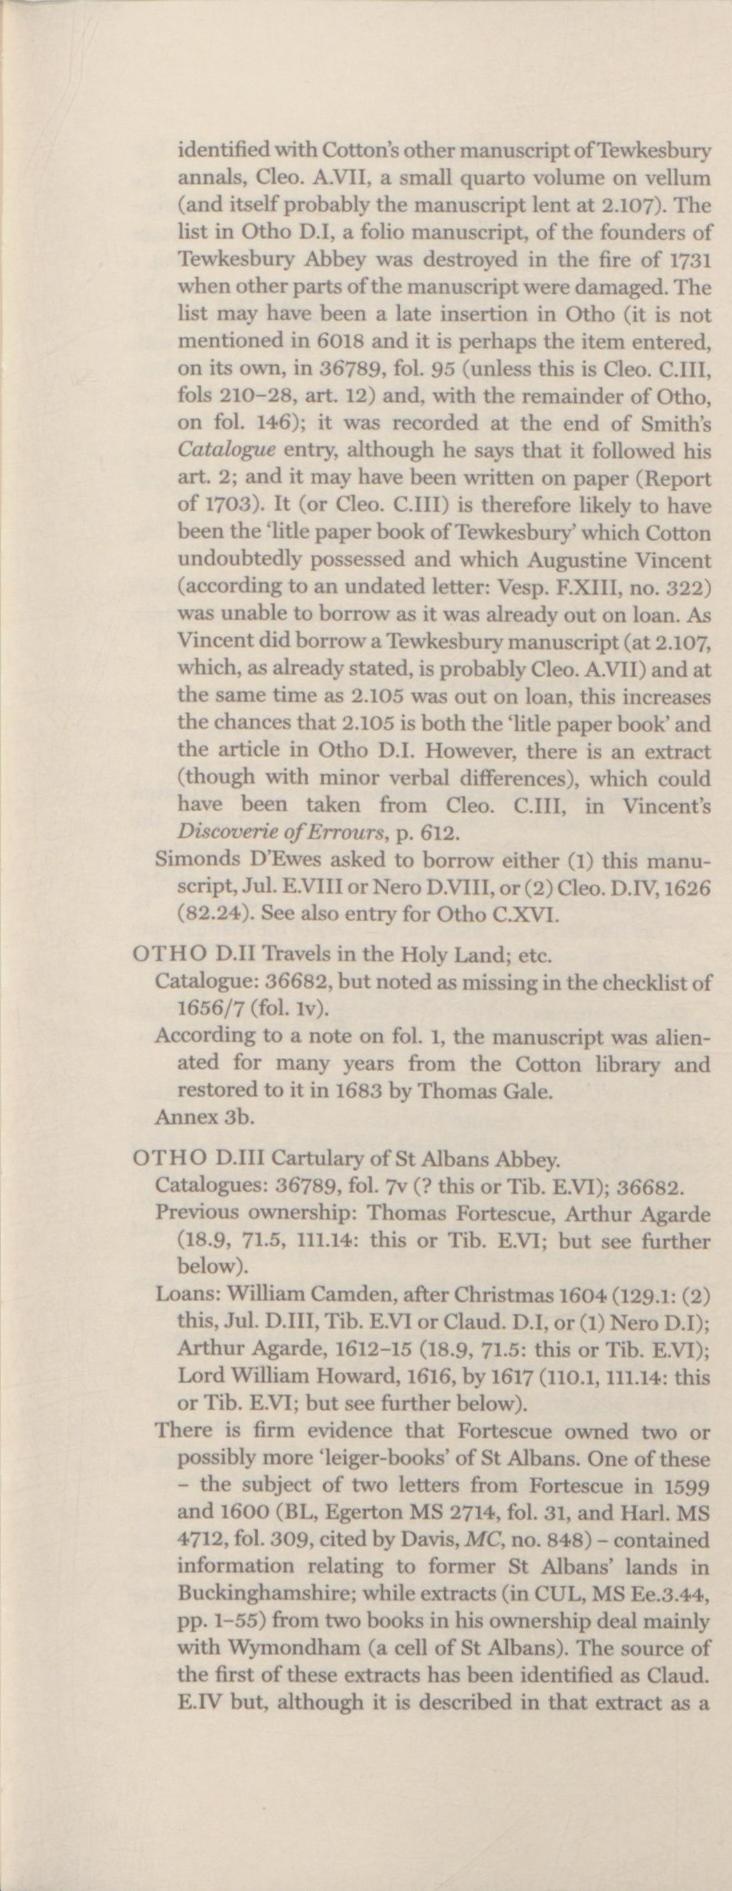 identified with Cotton's other manuscript of Tewkesbury
annals, Cleo. A.VII, a small quarto volume on vellum
(and itself probably the manuscript lent at 2.107). The
list in Otho D.I, a folio manuscript, of the founders of
Tewkesbury Abbey was destroyed in the fire of 1731
when other parts of the manuscript were damaged. The
list may have been a late insertion in Otho (it is not
mentioned in 6018 and it is perhaps the item entered,
on its own, in 36789, fol. 95 (unless this is Cleo. C.III,
fols 210–28, art. 12) and, with the remainder of Otho,
on fol. 146); it was recorded at the end of Smith's
Catalogue entry, although he says that it followed his
art. 2; and it may have been written on paper (Report
of 1703). It (or Cleo. C.III) is therefore likely to have
been the 'litle paper book of Tewkesbury' which Cotton
undoubtedly possessed and which Augustine Vincent
(according to an undated letter: Vesp. F.XIII, no. 322)
was unable to borrow as it was already out on loan. As
Vincent did borrow a Tewkesbury manuscript (at 2.107,
which, as already stated, is probably Cleo. A.VII) and at
the same time as 2.105 was out on loan, this increases
the chances that 2.105 is both the 'litle paper book' and
the article in Otho D.I. However, there is an extract
(though with minor verbal differences), which could
have been taken from Cleo. C.III, in Vincent's
Discoverie of Errours, p. 612.
Simonds D'Ewes asked to borrow either (1) this manu-
script, Jul. E.VIII or Nero D.VIII, or (2) Cleo. D.IV, 1626
(82.24). See also entry for Otho C.XVI.
OTHO D.II Travels in the Holy Land; etc.
Catalogue: 36682, but noted as missing in the checklist of
1656/7 (fol. 1v).
According to a note on fol. 1, the manuscript was alien-
ated for many years from the Cotton library and
restored to it in 1683 by Thomas Gale.
Annex 3b.
OTHO D.III Cartulary of St Albans Abbey.
Catalogues: 36789, fol. 7v (? this or Tib. E.VI); 36682.
Previous ownership: Thomas Fortescue, Arthur Agarde
(18.9, 71.5, 111.14: this or Tib. E.VI; but see further
below).
Loans: William Camden, after Christmas 1604 (129.1: (2)
this, Jul. D.III, Tib. E.VI or Claud. D.I, or (1) Nero D.I);
Arthur Agarde, 1612–15 (18.9, 71.5: this or Tib. E.VI);
Lord William Howard, 1616, by 1617 (110.1, 111.14: this
or Tib. E.VI; but see further below).
There is firm evidence that Fortescue owned two or
possibly more 'leiger-books' of St Albans. One of these
– the subject of two letters from Fortescue in 1599
and 1600 (BL, Egerton MS 2714, fol. 31, and Harl. MS
4712, fol. 309, cited by Davis, MC, no. 848) – contained
information relating to former St Albans' lands in
Buckinghamshire; while extracts (in CUL, MS Ee.3.44,
pp. 1–55) from two books in his ownership deal mainly
with Wymondham (a cell of St Albans). The source of
the first of these extracts has been identified as Claud.
E.IV but, although it is described in that extract as a